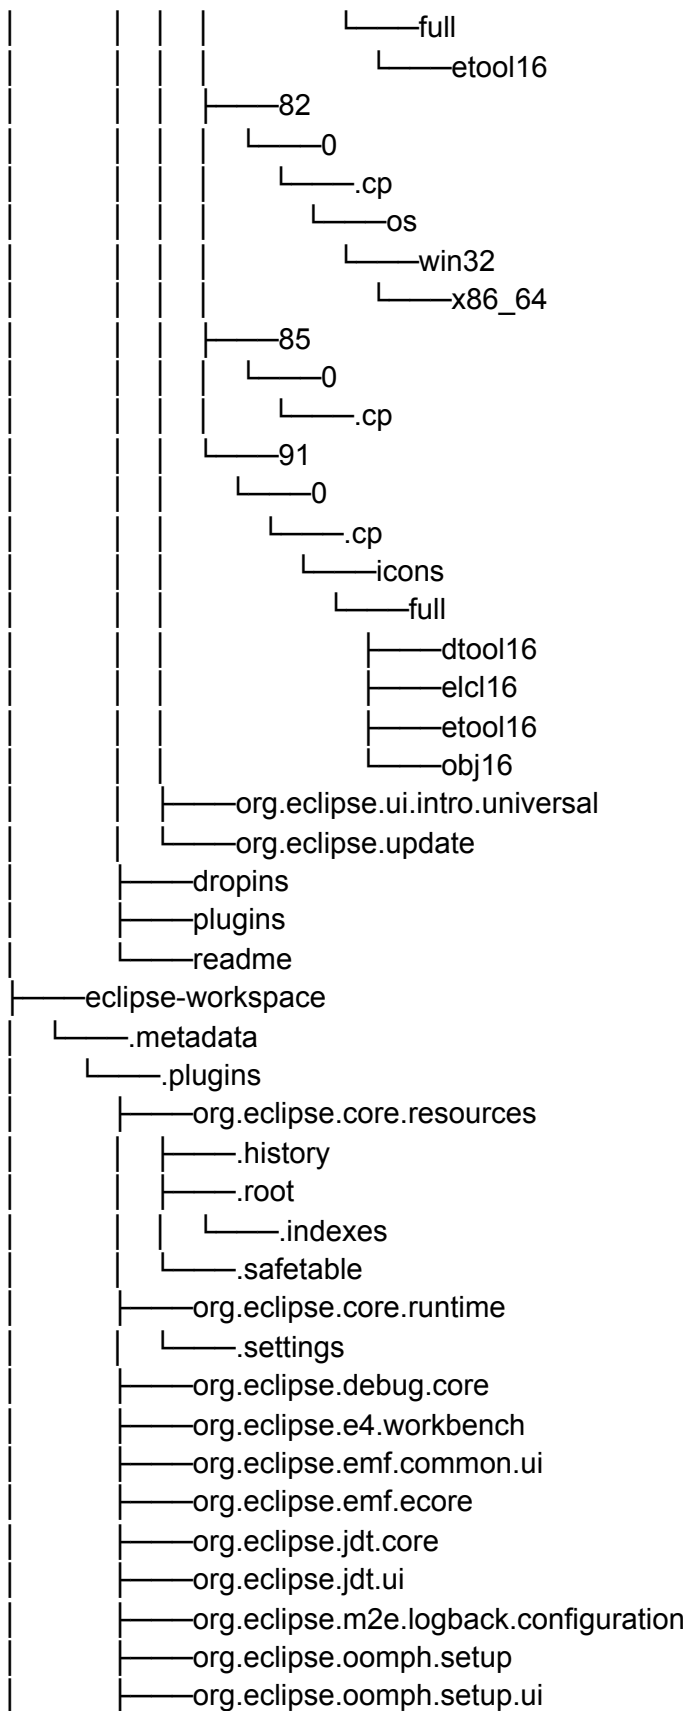 full
etool16
82
0
.cp
os
win32
x86_64
85
0
.cp
91
0
.cp
icons
full
dtool16
elcl16
etool16
obj16
org.eclipse.ui.intro.universal
org.eclipse.update
dropins
plugins
readme
eclipse-workspace
.metadata
.plugins
org.eclipse.core.resources
.history
.root
.indexes
.safetable
org.eclipse.core.runtime
.settings
org.eclipse.debug.core
org.eclipse.e4.workbench
org.eclipse.emf.common.ui
org.eclipse.emf.ecore
org.eclipse.jdt.core
org.eclipse.jdt.ui
org.eclipse.m2e.logback.configuration
org.eclipse.oomph.setup
org.eclipse.oomph.setup.ui